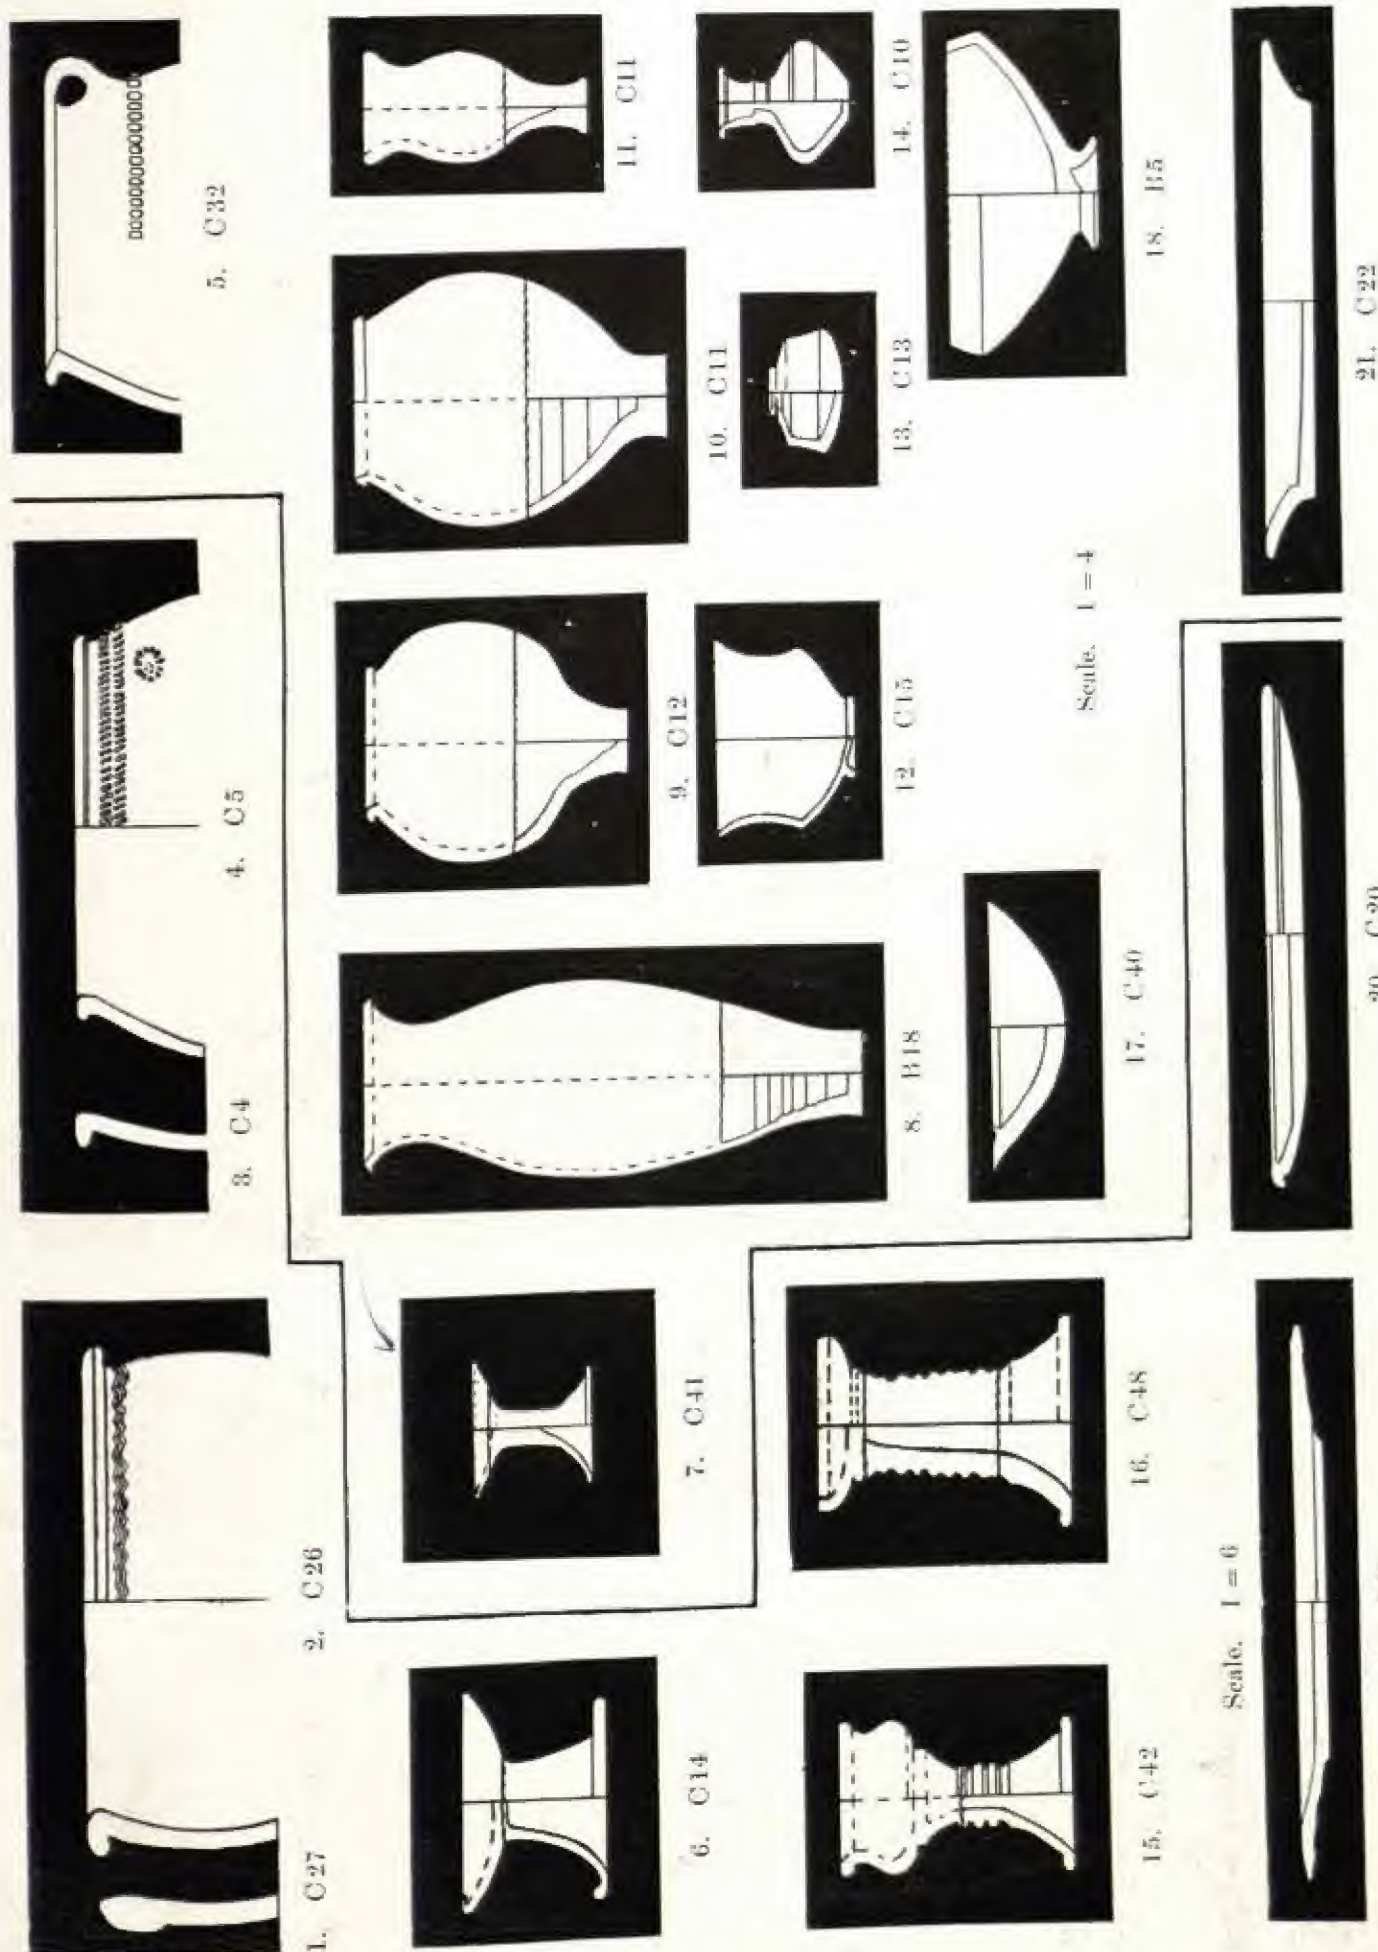 1. C27
2. C26
3. C4
4. C5
5. C32
6. C14
7. C41
8. B18
9. C12
10. C11
11. C11
12. C15
13. C13
14. C10
15. C42
16. C48
17. C40
18. B5
Scale. 1=6
Scale. 1=4
21. C22